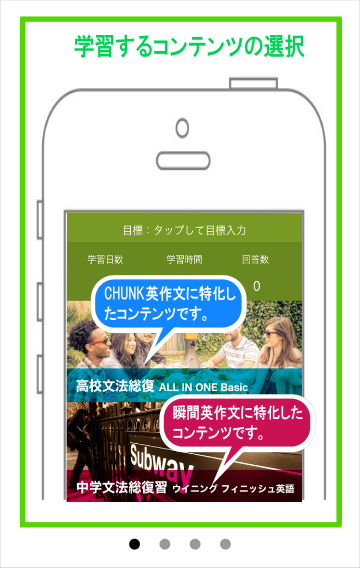 学習するコンテンツの選択
目標：タップして目標入力
学習日数 学習時間 回答数
0
CHUNK英作文に特化し
たコンテンツです。
高校文法総復 ALL IN ONE Basic
瞬間英作文に特化した
コンテンツです。
Subway
中学文法総復習 ウイニング フィニッシュ英語